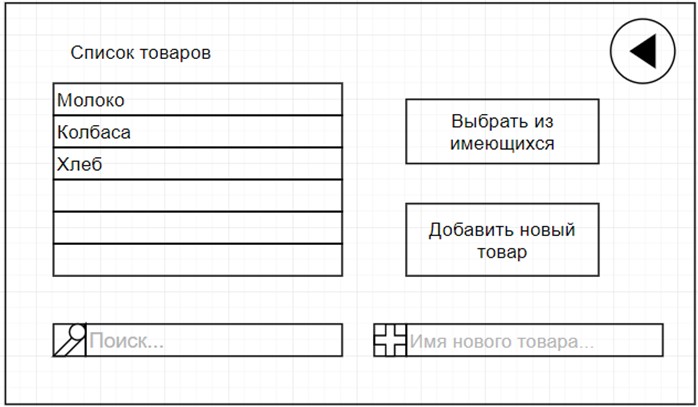 Список товаров
Молоко
Колбаса
Хлеб
Выбрать из
имеющихся
Добавить новый
товар
Поиск...
Имя нового товара...